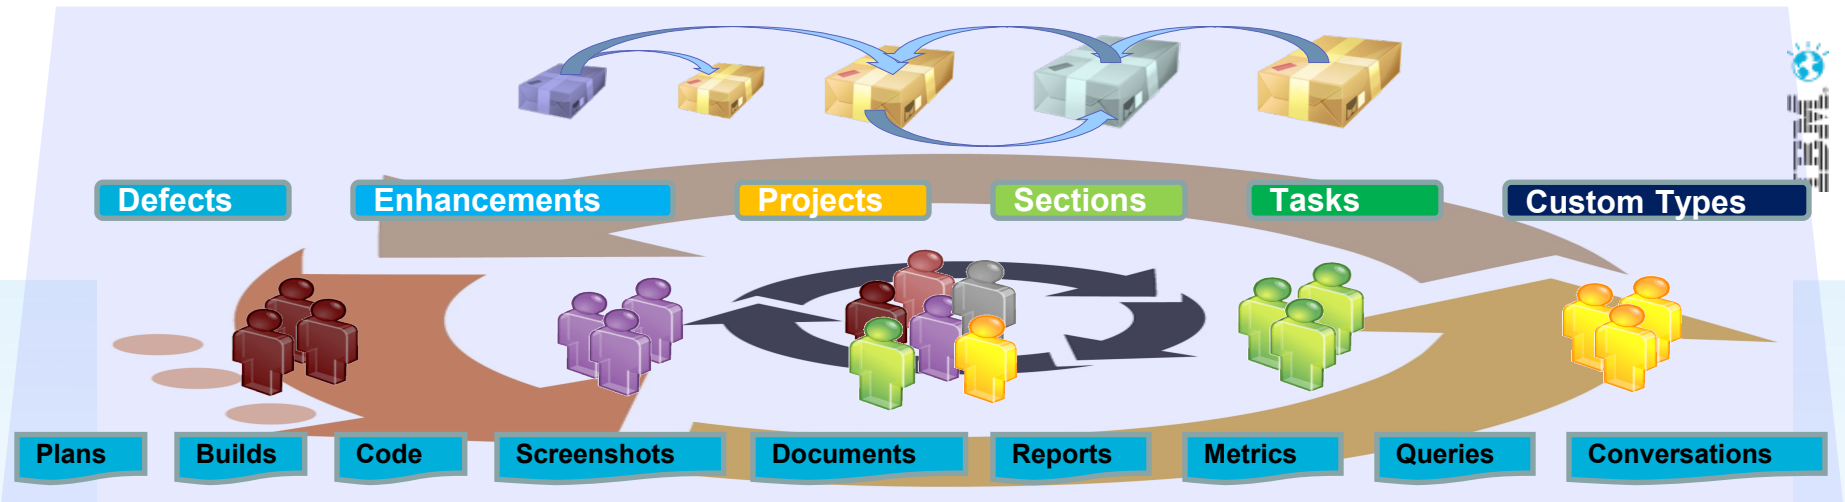 IBM
Defects
Enhancements
Projects
Sections
Tasks
Custom Types
Plans
Builds
Code
Screenshots
Documents
Reports
Metrics
Queries
Conversations